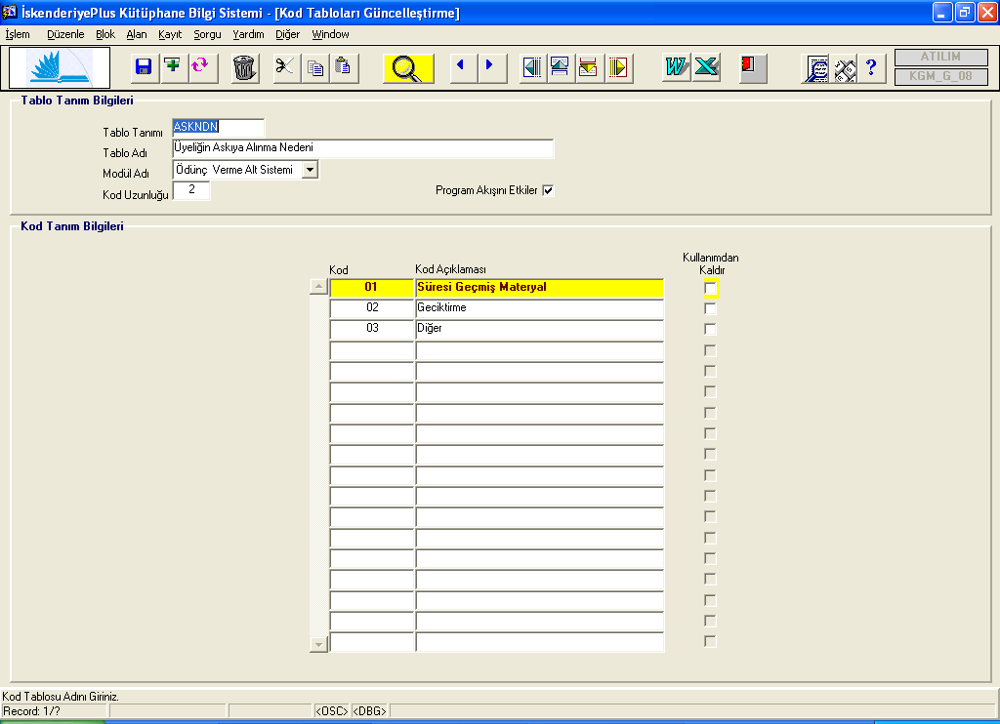 İskenderiyePlus Kütüphane Bilgi Sistemi - [Kod Tabloları Güncelleştirme]
İşlem Düzenle Blok Alan Kayıt Sorgu Yardım Diğer Window
ATILIM
KGM_G_08
Tablo Tanım Bilgileri
Tablo Tanımı ASKNDN
Tablo Adı Üyeliğin Askıya Alınma Nedeni
Modül Adı Ödünç Verme Alt Sistemi
Kod Uzunluğu 2 Program Akışını Etkiler
Kod Tanım Bilgileri
Kod Kod Açıklaması Kullanımdan
Kaldır
01 Süresi Geçmiş Materyal
02 Geciktirme
03 Diğer
Kod Tablosu Adını Giriniz.
Record: 1/? <OSC> <DBG>